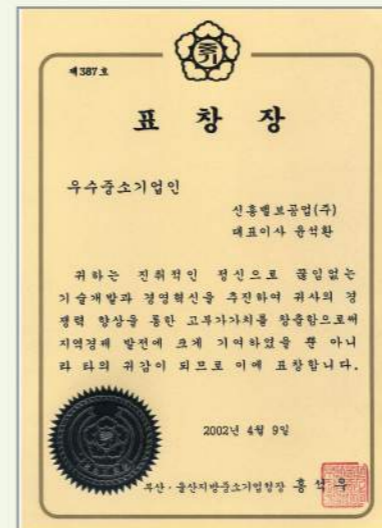 중기
제387호
표 창 장
우수중소기업인
신흥밸브공업(주)
대표이사 윤석환
귀하는 진취적인 정신으로 끊임없는
기술개발과 경영혁신을 추진하여 귀사의 경
쟁력 향상을 통한 고부가가치를 창출함으로써
지역경제 발전에 크게 기여하였을 뿐 아니
라 타의 귀감이 되므로 이에 표창합니다.
2002년 4월 9일
부산·울산지방중소기업청장 홍석우